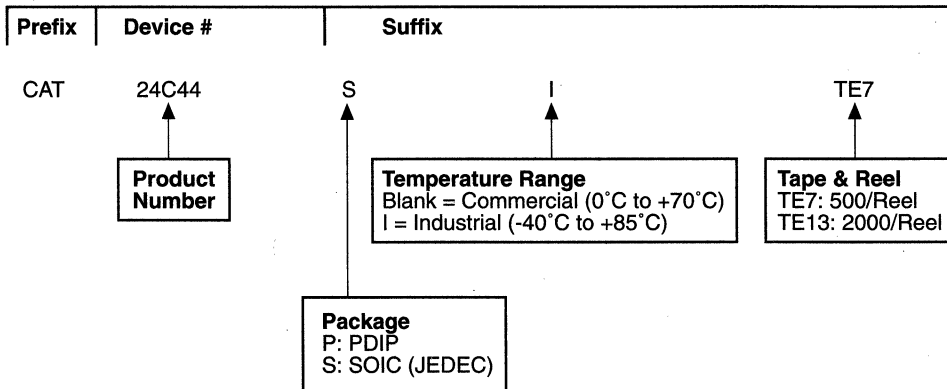 Prefix Device # Suffix
CAT 24C44 S I TE7
Product
Number
Temperature Range
Blank = Commercial (0˚C to +70˚C)
I = Industrial (-40˚C to +85˚C)
Tape & Reel
TE7: 500/Reel
TE13: 2000/Reel
Package
P: PDIP
S: SOIC (JEDEC)